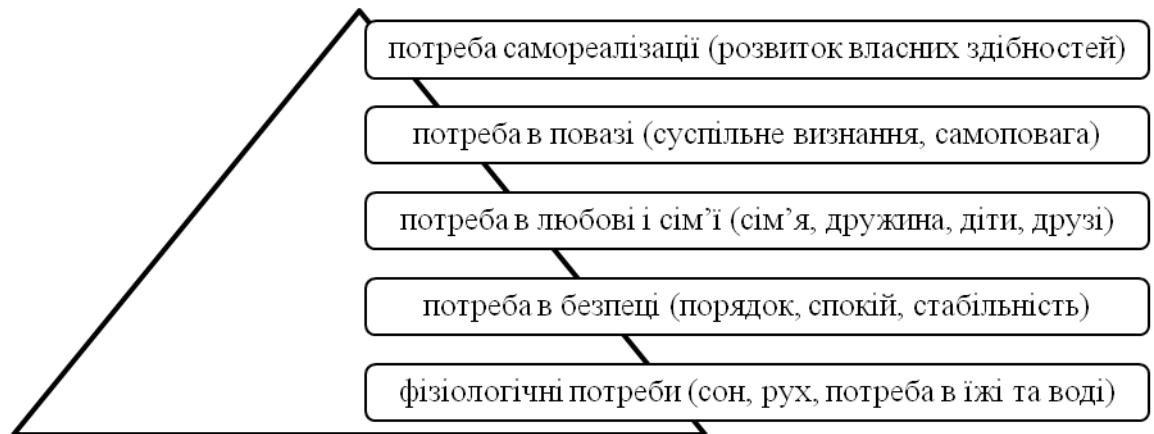 потреба самореалізації (розвиток власних здібностей)
потреба в повазі (суспільне визнання, самоповага)
потреба в любові і сім’ї (сім’я, дружина, діти, друзі)
потреба в безпеці (порядок, спокій, стабільність)
фізіологічні потреби (сон, рух, потреба в їжі та воді)